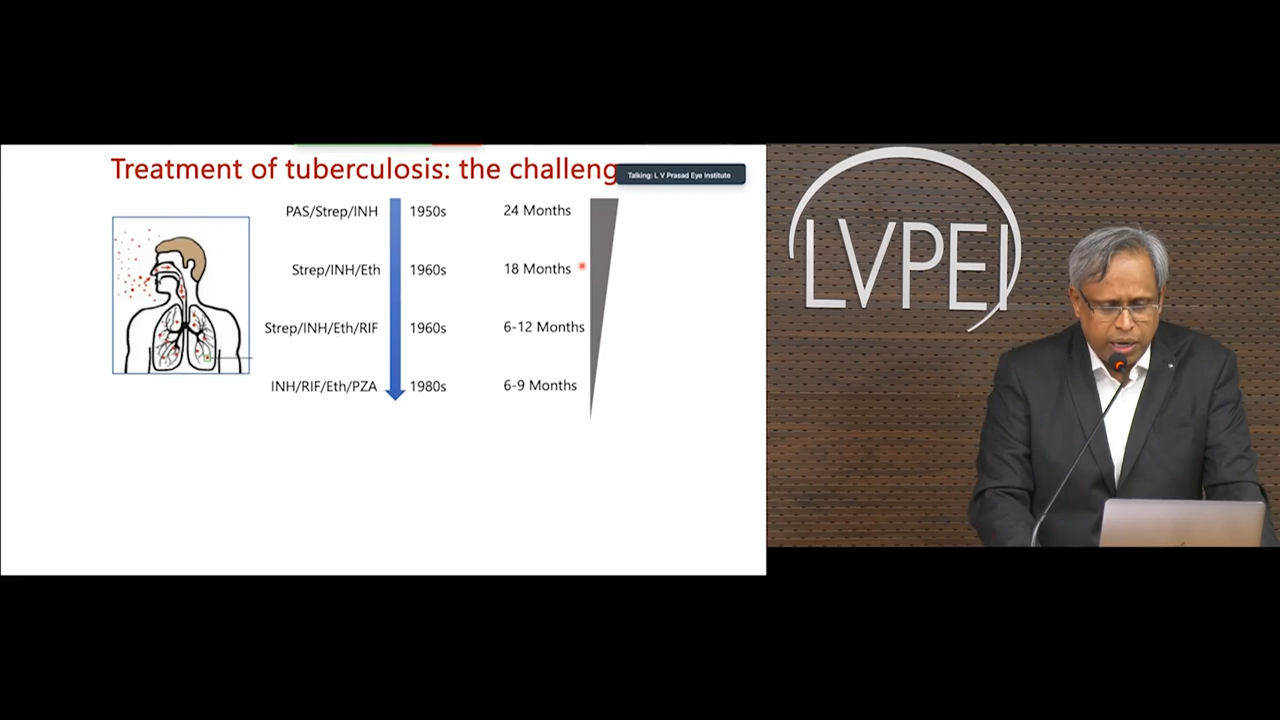 Treatment of tuberculosis: the challeng
Talking: L V Prasad Eye Institute
PAS/Strep/INH 1950s 24 Months
Strep/INH/Eth 1960s 18 Months
Strep/INH/Eth/RIF 1960s 6-12 Months
INH/RIF/Eth/PZA 1980s 6-9 Months
LVPEI